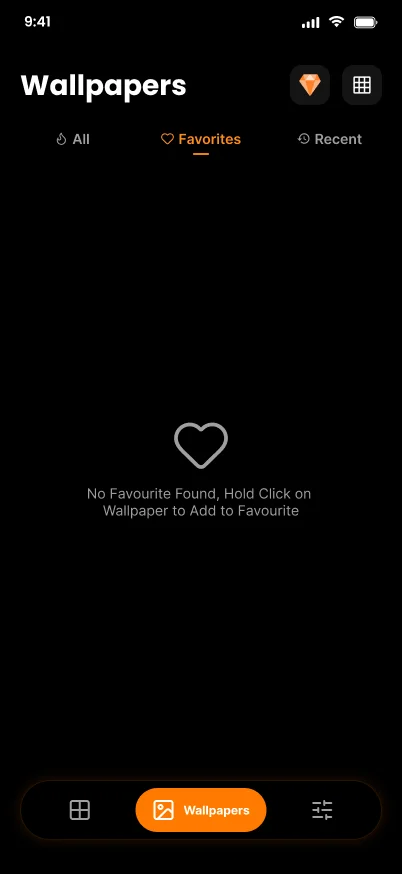 9:41
Wallpapers
All
Favorites
Recent
No Favourite Found, Hold Click on
Wallpaper to Add to Favourite
Wallpapers